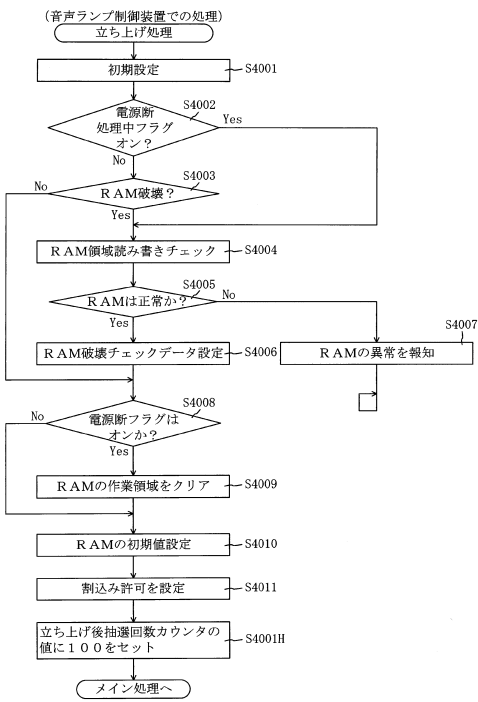 (音声ランプ制御装置での処理)
立ち上げ処理
初期設定
S4001
S4002
電源断
処理中フラグ
オン？
Yes
No
S4003
No
ＲＡＭ破壊？
Yes
RAM領域読み書きチェック
S4004
S4005
RAMは正常か？
No
Yes
S4007
RAM破壊チェックデータ設定
S4006
ＲＡＭの異常を報知
S4008
No
電源断フラグは
オンか？
Yes
ＲＡＭの作業領域をクリア
S4009
ＲＡＭの初期値設定
S4010
割込み許可を設定
S4011
立ち上げ後抽選回数カウンタの
値に１００をセット
S4001H
メイン処理へ